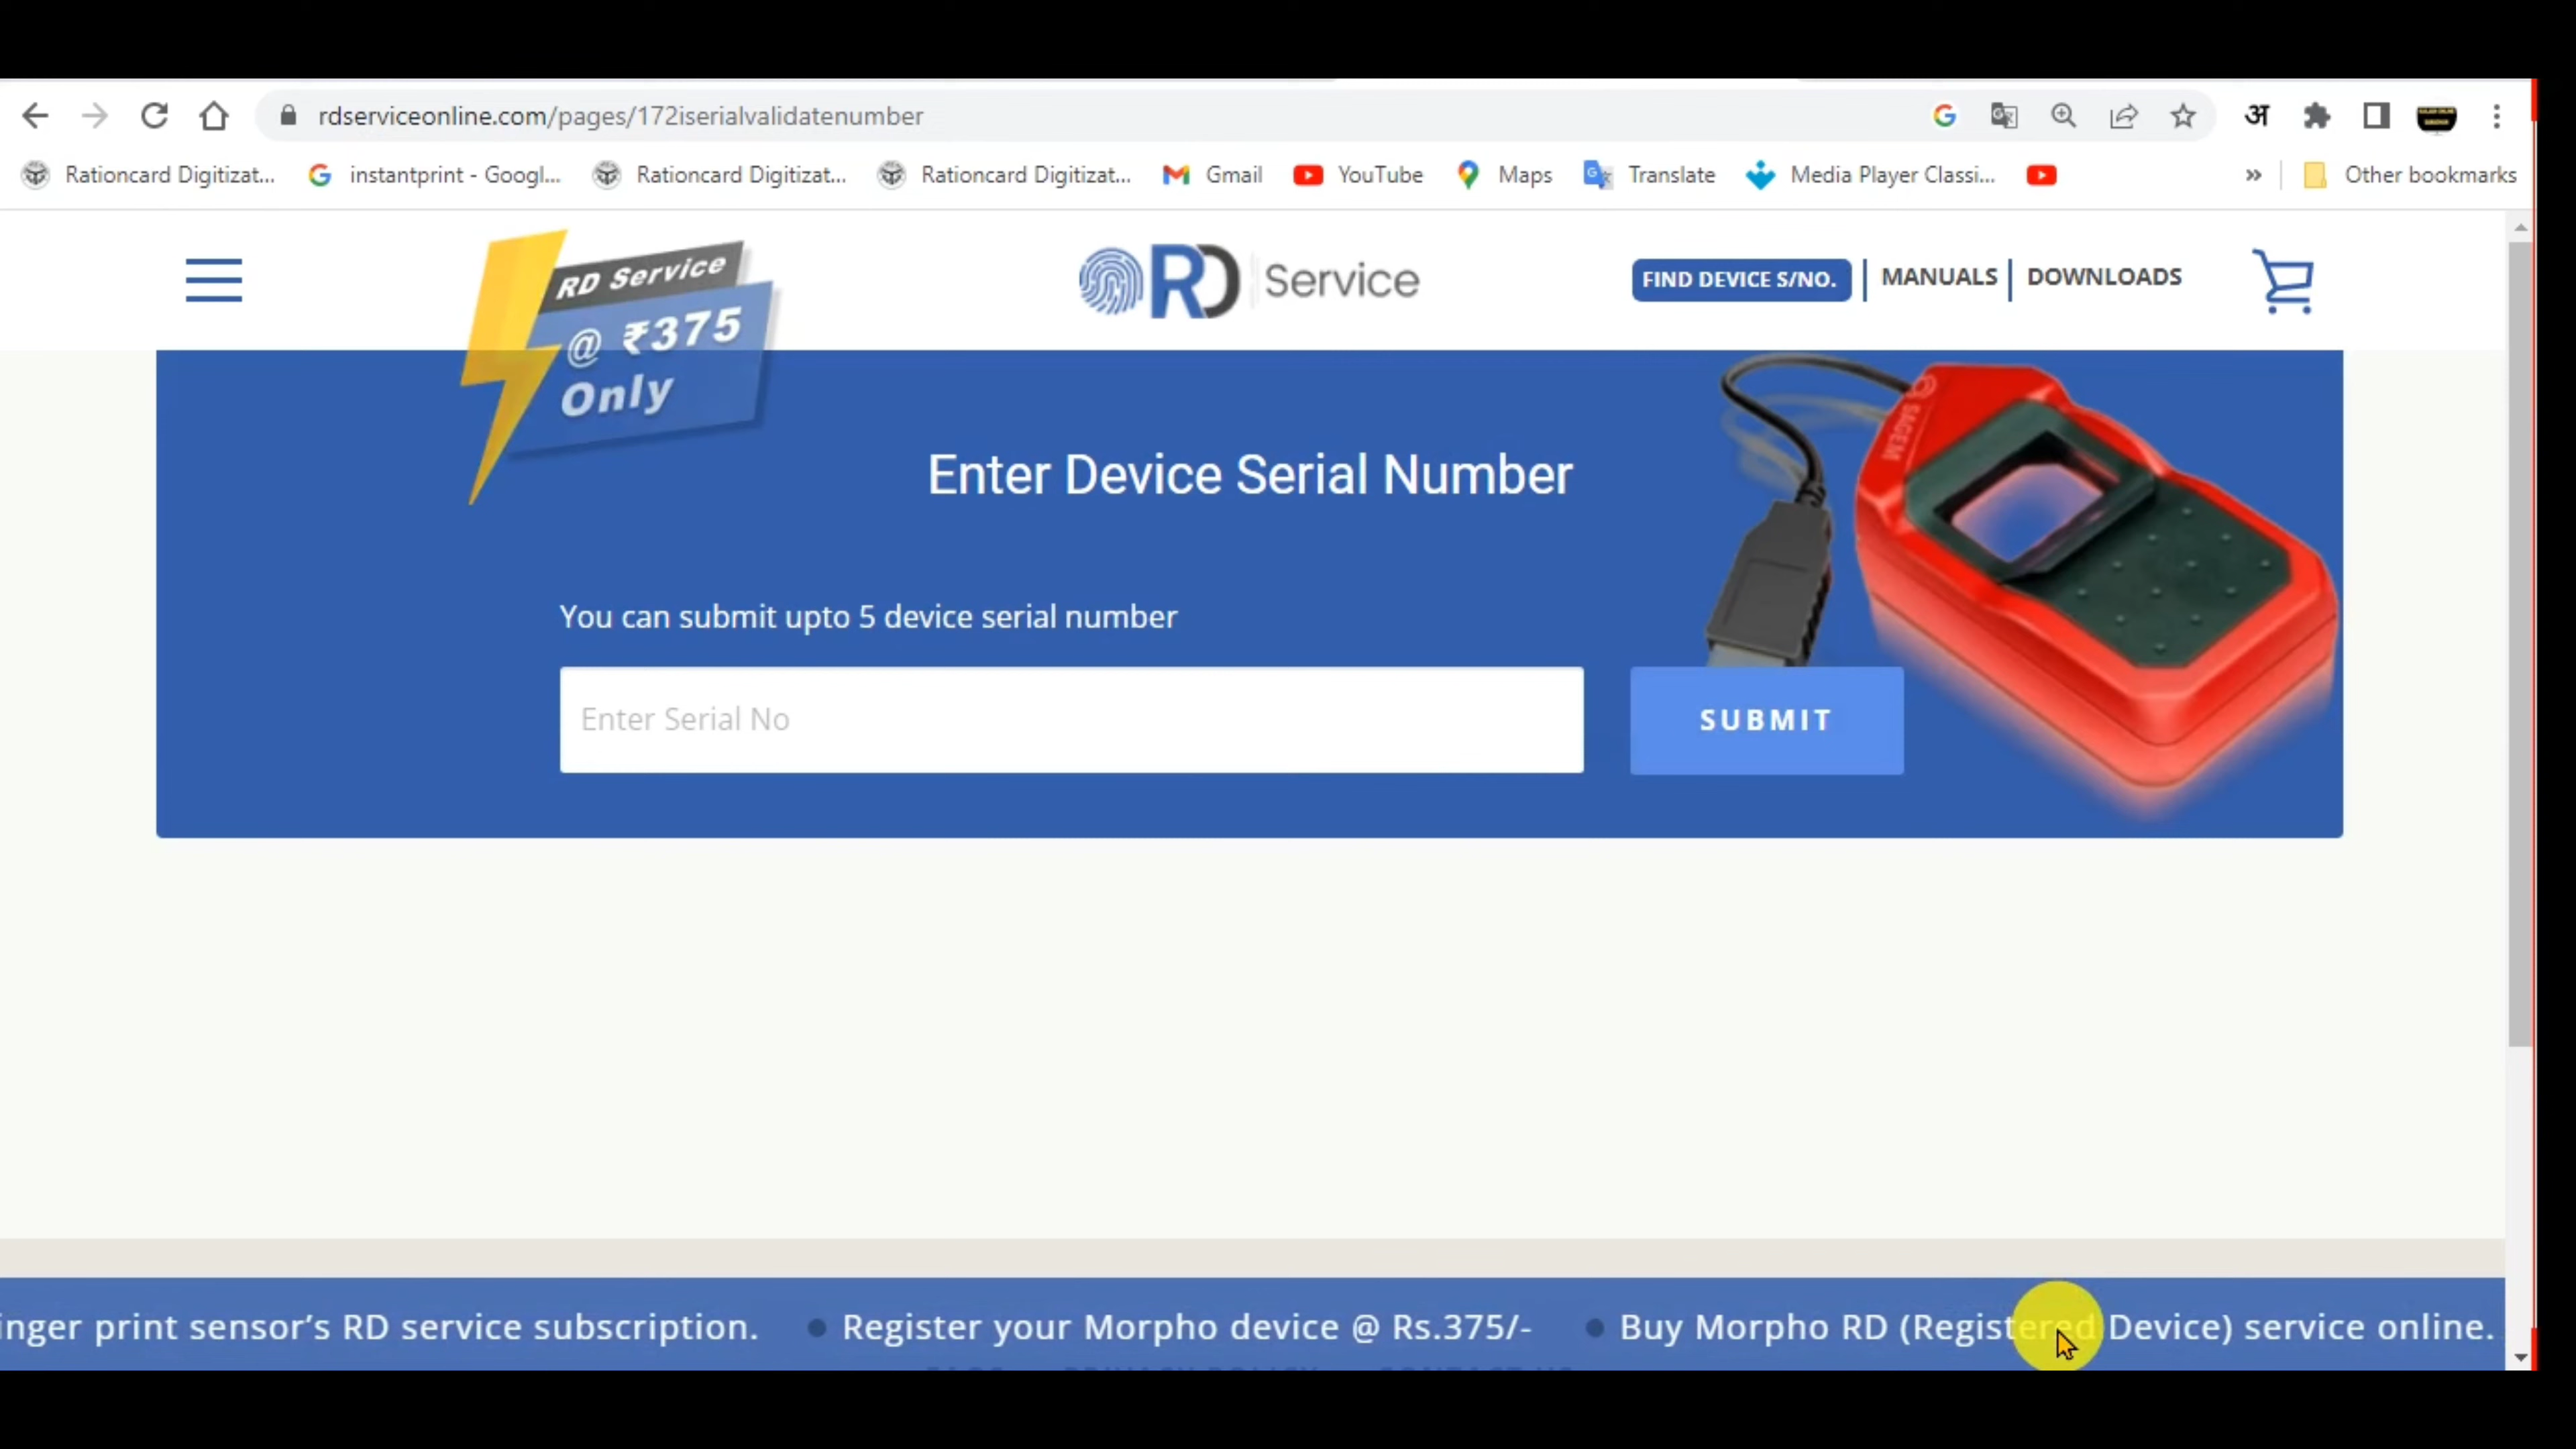 rdserviceonline.com/pages/172iserialvalidatenumber
अ
Rationcard Digitizat... instantprint - Googl... Rationcard Digitizat... Rationcard Digitizat... Gmail YouTube Maps Translate Media Player Classi... » Other bookmarks
RD Service
@ ₹375
Only
RD Service
FIND DEVICE S/NO. MANUALS DOWNLOADS
SAGEM
Enter Device Serial Number
You can submit upto 5 device serial number
Enter Serial No
SUBMIT
inger print sensor's RD service subscription. • Register your Morpho device @ Rs.375/- • Buy Morpho RD (Registered Device) service online.